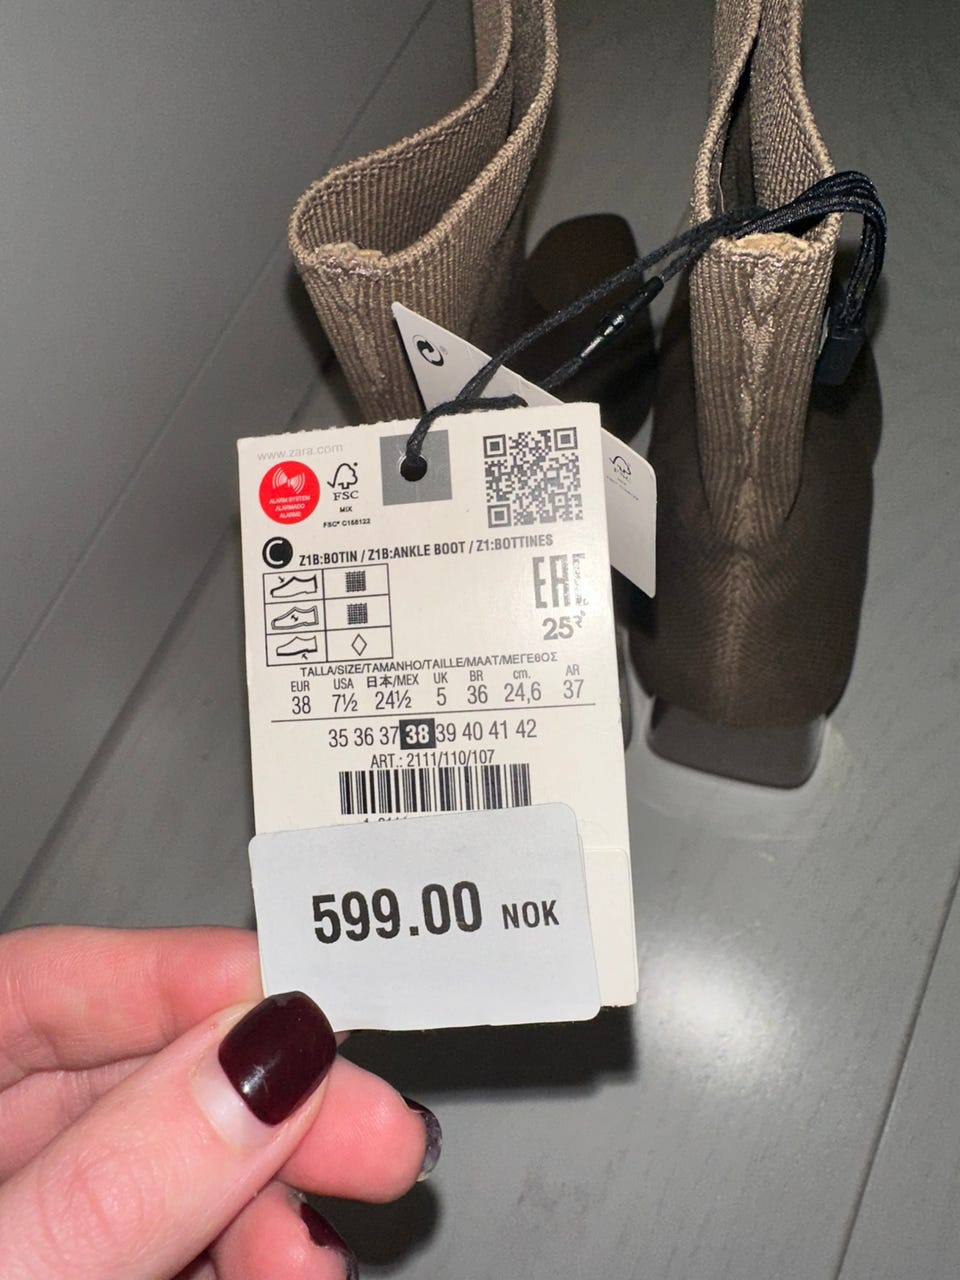 www.zara.com
ALARM SYSTEM
ALARMADO
ALARME
FSC
MIX
FSC® C158122
C
Z1B:BOTIN / Z1B:ANKLE BOOT / Z1:BOTTINES
EAC
25
TALLA/SIZE/TAMANHO/TAILLE/MAAT/ΜΕΓΕΘΟΣ
EUR USA 日本/MEX UK BR cm. AR
38 7½ 24½ 5 36 24,6 37
35 36 37 38 39 40 41 42
ART.: 2111/110/107
599.00 NOK